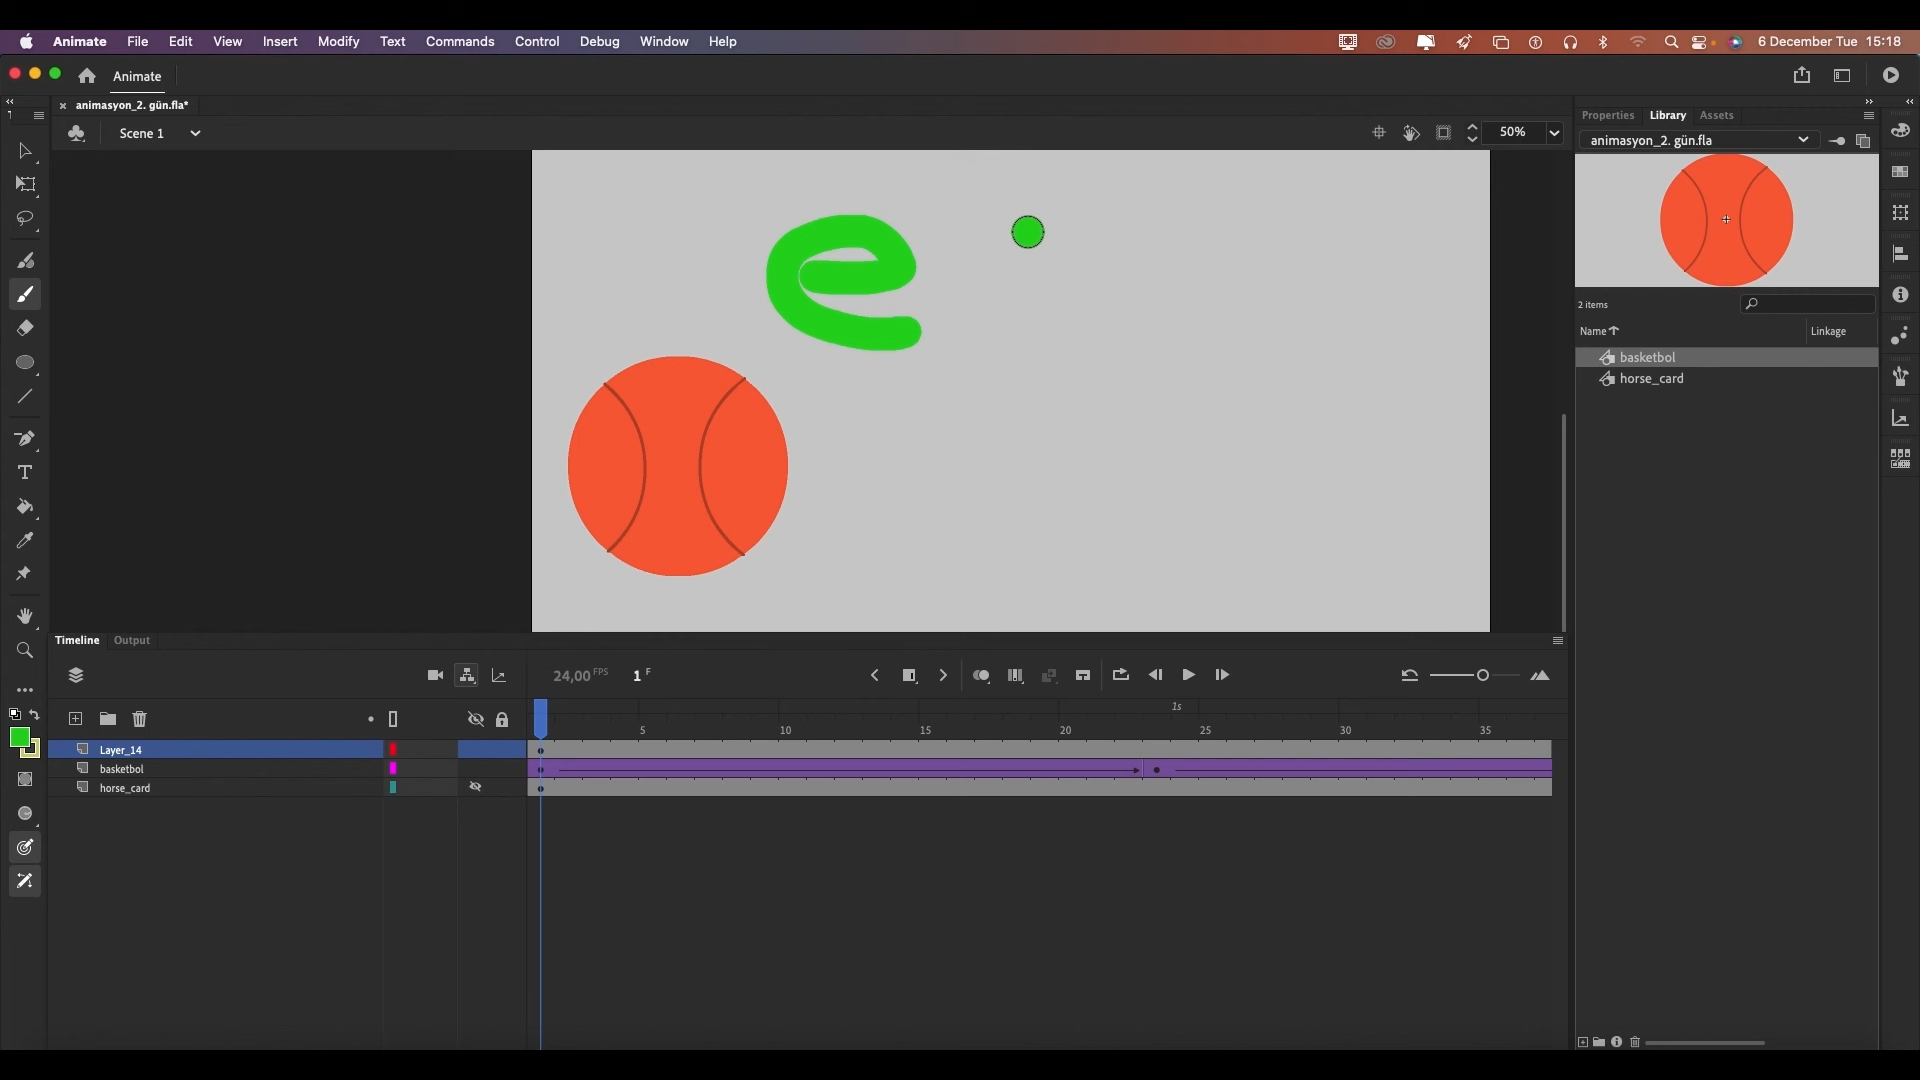 Animate File Edit View Insert Modify Text Commands Control Debug Window Help 6 December Tue 15:18
Animate
animasyon_2. gün.fla*
Scene 1 50%
e
Properties Library Assets
animasyon_2. gün.fla
2 items
Name Linkage
basketbol
horse_card
Timeline Output
24,00 FPS 1 F
1s
5 10 15 20 25 30 35
Layer_14
basketbol
horse_card